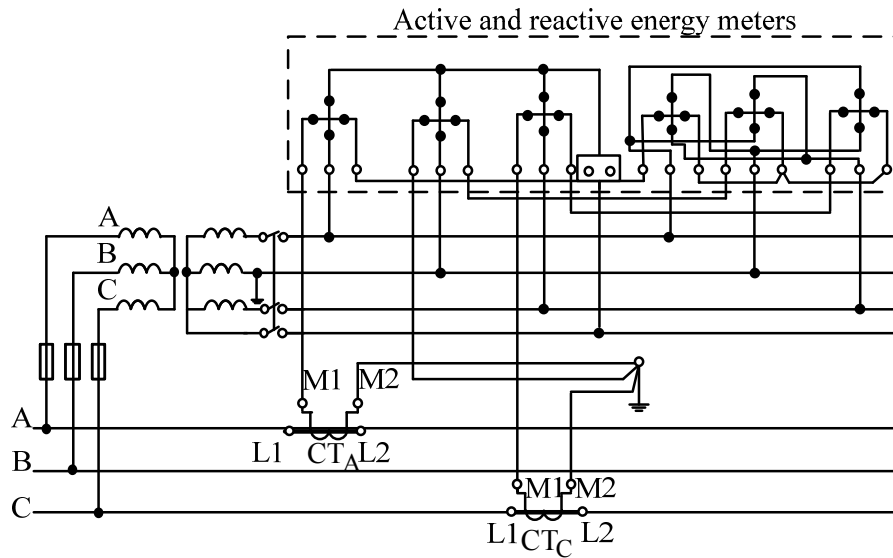 Active and reactive energy meters
A
B
C
M1 M2
A
L1 CTA L2
B
M1 M2
C
L1 CTC L2